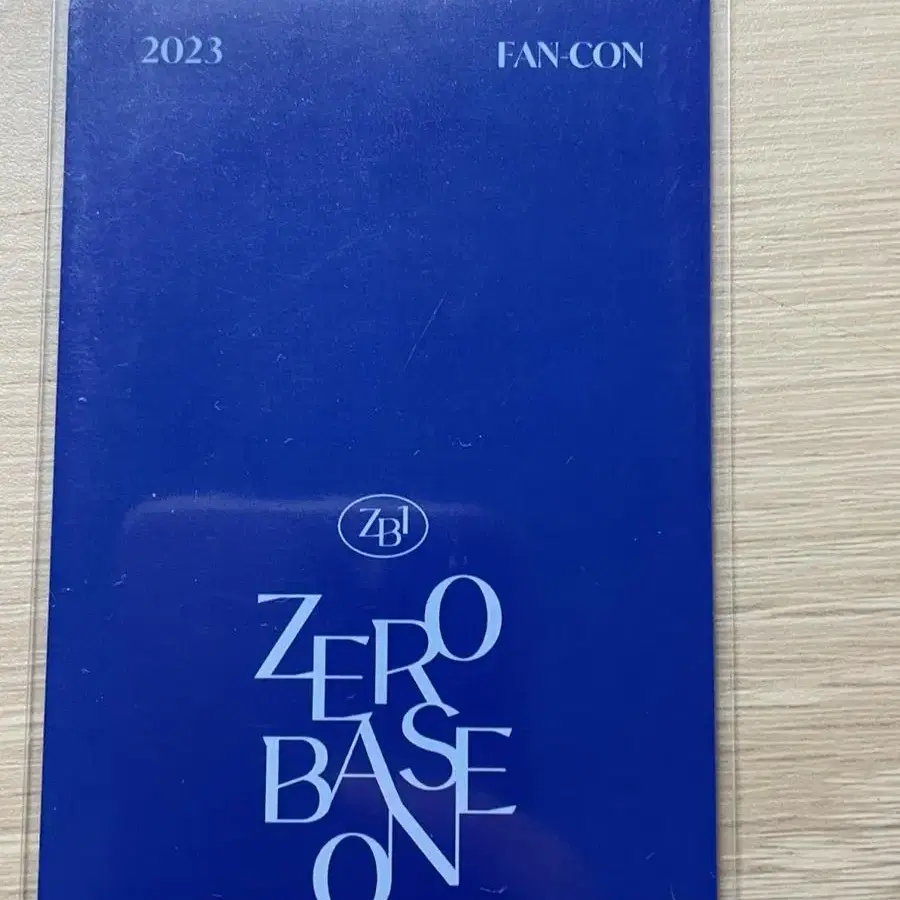 2023 FAN-CON
ZB1
ZERO
BASE
ON